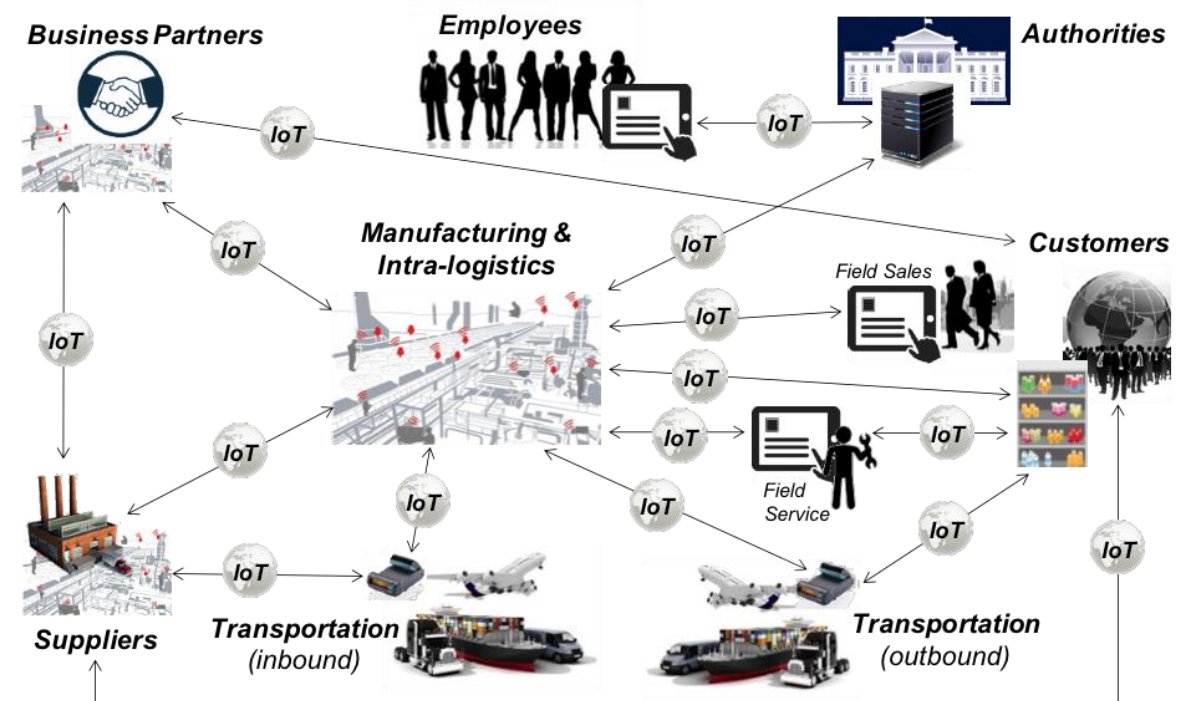 Business Partners
Employees
Authorities
IoT
IoT
IoT
IoT
Manufacturing &
Intra-logistics
Customers
Field Sales
IoT
IoT
IoT
IoT
IoT
IoT
Field
Service
IoT
IoT
IoT
IoT
IoT
IoT
Suppliers
Transportation
(inbound)
Transportation
(outbound)